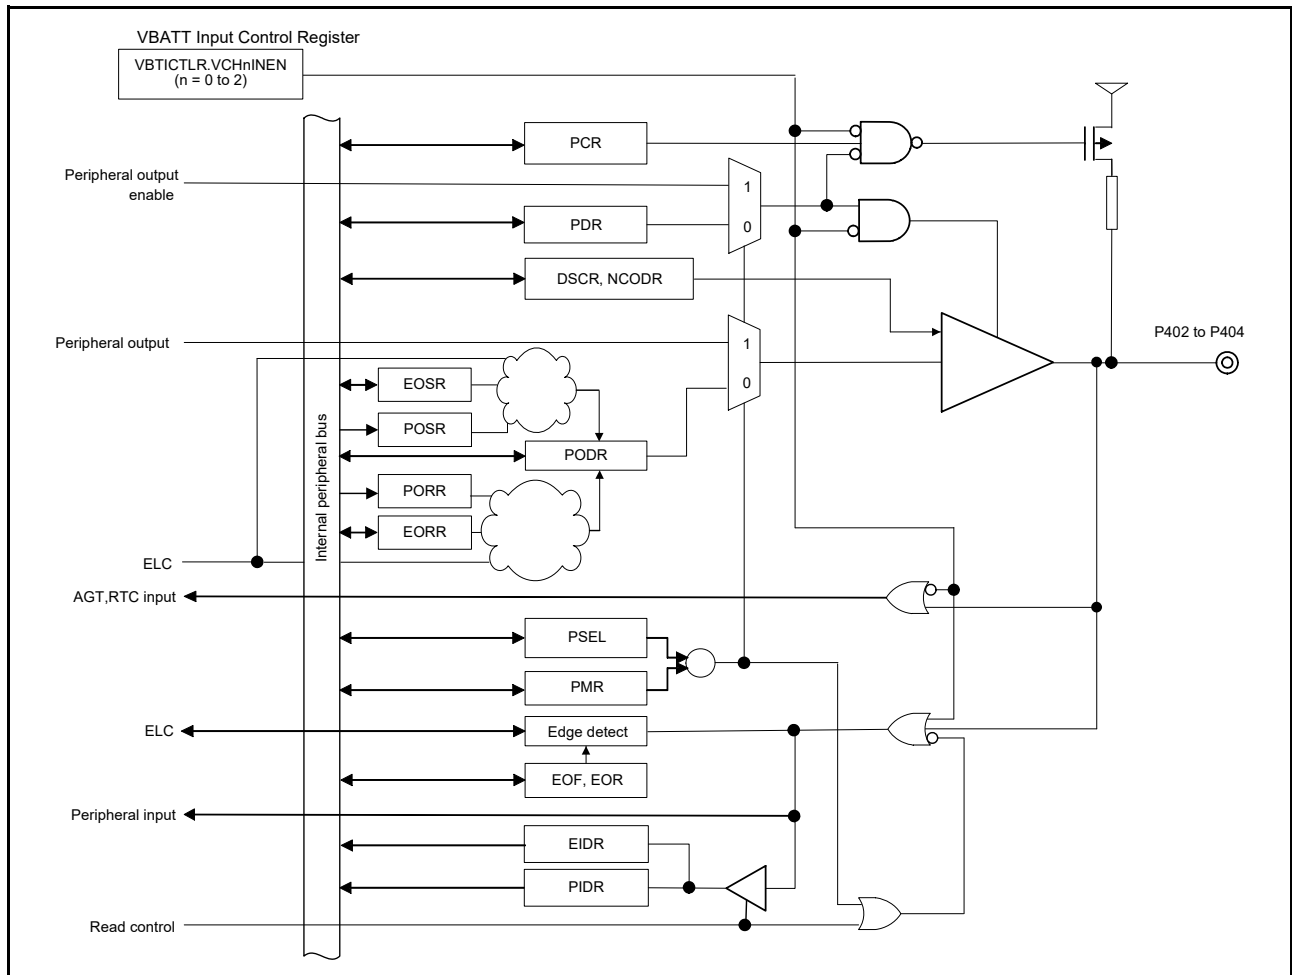 VBATT Input Control Register
VBTICTLR.VCHnINEN
(n = 0 to 2)
PCR
Peripheral output
enable
1
0
PDR
DSCR, NCODR
Peripheral output
1
0
P402 to P404
EOSR
POSR
PODR
Internal peripheral bus
PORR
EORR
ELC
AGT,RTC input
PSEL
PMR
ELC
Edge detect
EOF, EOR
Peripheral input
EIDR
PIDR
Read control